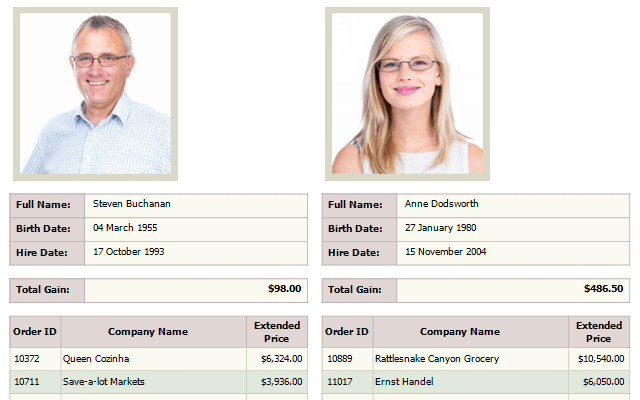 Full Name: Steven Buchanan
Birth Date: 04 March 1955
Hire Date: 17 October 1993
Total Gain: $98.00
Order ID Company Name Extended Price
10372 Queen Cozinha $6,324.00
10711 Save-a-lot Markets $3,936.00
Full Name: Anne Dodsworth
Birth Date: 27 January 1980
Hire Date: 15 November 2004
Total Gain: $486.50
Order ID Company Name Extended Price
10889 Rattlesnake Canyon Grocery $10,540.00
11017 Ernst Handel $6,050.00